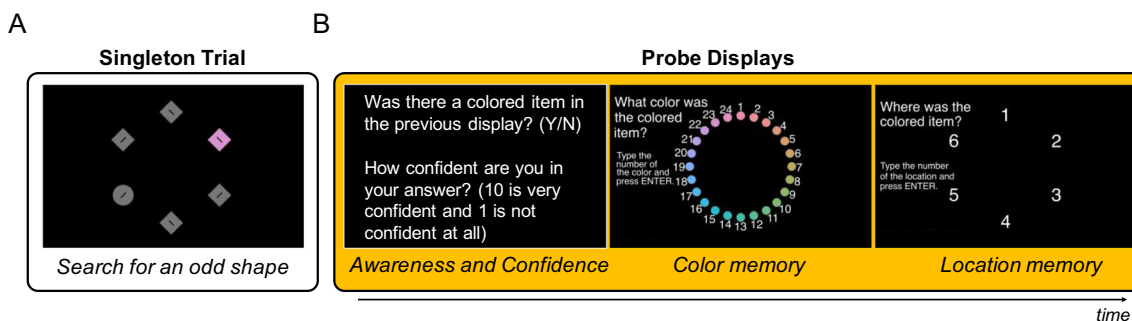 A
B
Singleton Trial
Search for an odd shape
Probe Displays
Was there a colored item in
the previous display? (Y/N)
How confident are you in
your answer? (10 is very
confident and 1 is not
confident at all)
Awareness and Confidence
What color was
the colored
item?
Type the
number of
the color and
press ENTER.
1
2
3
4
5
6
7
8
9
10
11
12
13
14
15
16
17
18
19
20
21
22
23
24
Color memory
Where was the
colored item?
Type the number
of the location and
press ENTER.
1
2
3
4
5
6
Location memory
time